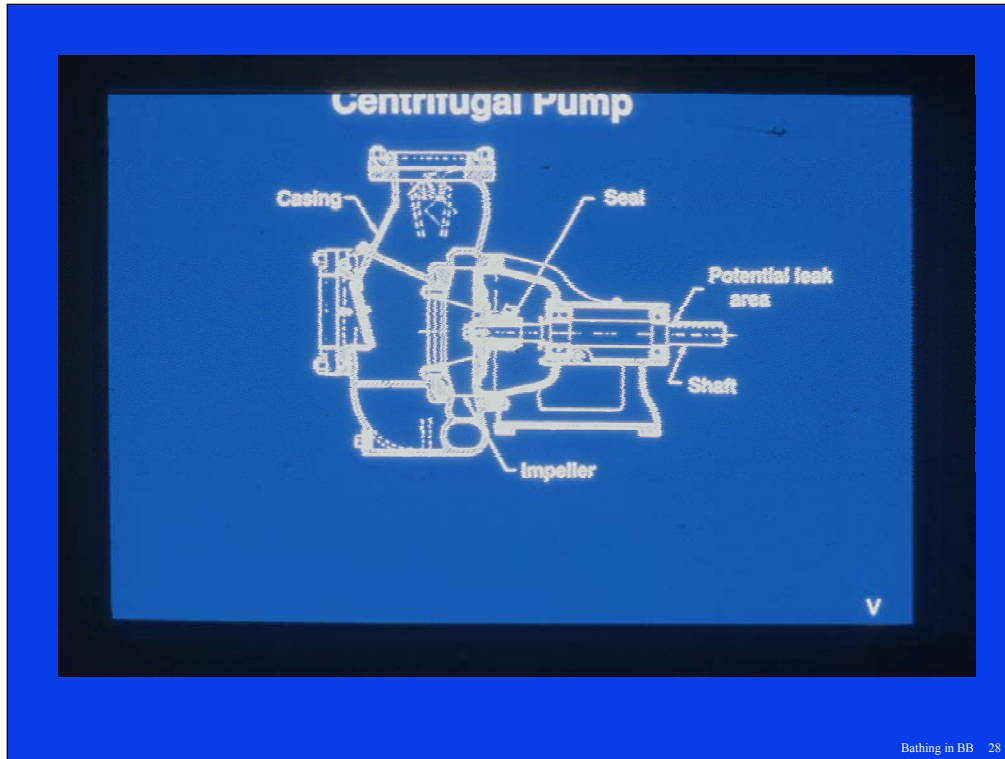 Centrifugal Pump
Casing
Seal
Potential leak
area
Shaft
Impeller
V
Bathing in BB 28